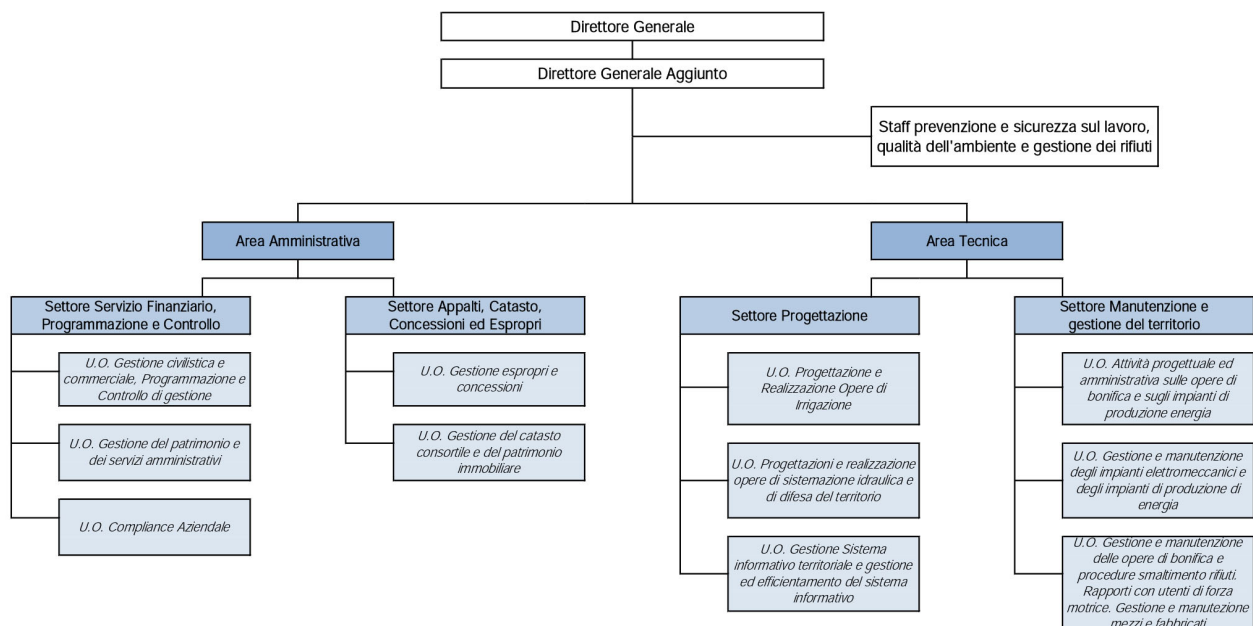 Direttore Generale
Direttore Generale Aggiunto
Staff prevenzione e sicurezza sul lavoro,
qualità dell'ambiente e gestione dei rifiuti
Area Amministrativa
Area Tecnica
Settore Servizio Finanziario,
Programmazione e Controllo
Settore Appalti, Catasto,
Concessioni ed Espropri
Settore Progettazione
Settore Manutenzione e
gestione del territorio
U.O. Gestione civilistica e
commerciale, Programmazione e
Controllo di gestione
U.O. Gestione espropri e
concessioni
U.O. Progettazione e
Realizzazione Opere di
Irrigazione
U.O. Attività progettuale ed
amministrativa sulle opere di
bonifica e sugli impianti di
produzione energia
U.O. Gestione del patrimonio e
dei servizi amministrativi
U.O. Gestione del catasto
consortile e del patrimonio
immobiliare
U.O. Progettazioni e realizzazione
opere di sistemazione idraulica e
di difesa del territorio
U.O. Gestione e manutenzione
degli impianti elettromeccanici e
degli impianti di produzione di
energia
U.O. Compliance Aziendale
U.O. Gestione Sistema
informativo territoriale e gestione
ed efficientamento del sistema
informativo
U.O. Gestione e manutenzione
delle opere di bonifica e
procedure smaltimento rifiuti.
Rapporti con utenti di forza
motrice. Gestione e manutezione
mezzi e fabbricati